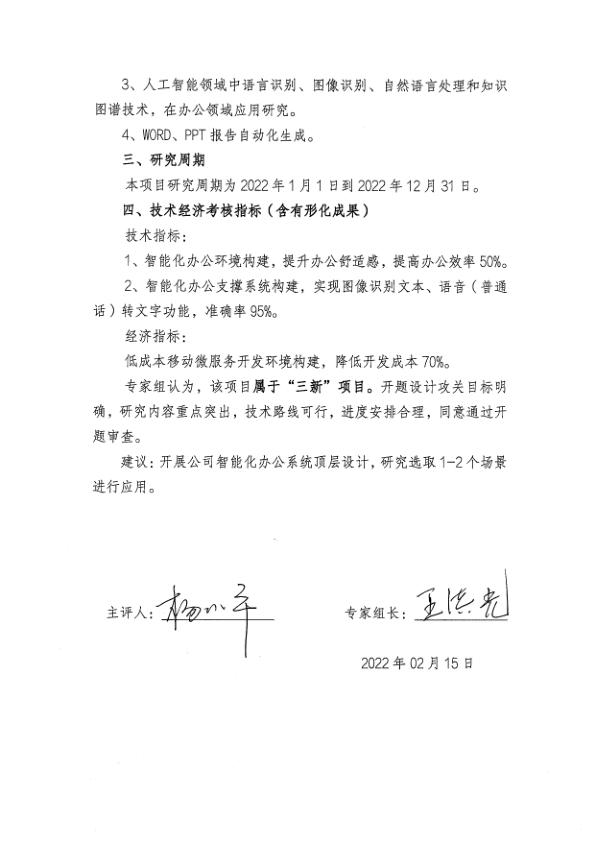 3、人工智能领域中语言识别、图像识别、自然语言处理和知识
图谱技术，在办公领域应用研究。
4、WORD、PPT 报告自动化生成。
三、研究周期
本项目研究周期为 2022 年 1 月 1 日到 2022 年 12 月 31 日。
四、技术经济考核指标（含有形化成果）
技术指标：
1、智能化办公环境构建，提升办公舒适感，提高办公效率 50%。
2、智能化办公支撑系统构建，实现图像识别文本、语音（普通
话）转文字功能，准确率 95%。
经济指标：
低成本移动微服务开发环境构建，降低开发成本 70%。
专家组认为，该项目属于“三新”项目。开题设计攻关目标明
确，研究内容重点突出，技术路线可行，进度安排合理，同意通过开
题审查。
建议：开展公司智能化办公系统顶层设计，研究选取 1-2 个场景
进行应用。
主评人：杨小平 专家组长：王洪亮
2022 年 02 月 15 日